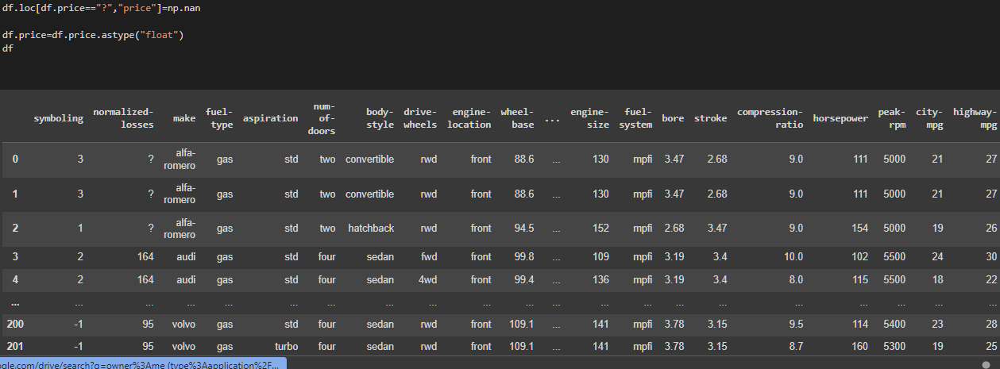 df.loc[df.price=="?","price"]=np.nan
df.price=df.price.astype("float")
df
symboling normalized-losses make fuel-type aspiration num-of-doors body-style drive-wheels engine-location wheel-base ... engine-size fuel-system bore stroke compression-ratio horsepower peak-rpm city-mpg highway-mpg
0 3 ? alfa-romero gas std two convertible rwd front 88.6 ... 130 mpfi 3.47 2.68 9.0 111 5000 21 27
1 3 ? alfa-romero gas std two convertible rwd front 88.6 ... 130 mpfi 3.47 2.68 9.0 111 5000 21 27
2 1 ? alfa-romero gas std two hatchback rwd front 94.5 ... 152 mpfi 2.68 3.47 9.0 154 5000 19 26
3 2 164 audi gas std four sedan fwd front 99.8 ... 109 mpfi 3.19 3.4 10.0 102 5500 24 30
4 2 164 audi gas std four sedan 4wd front 99.4 ... 136 mpfi 3.19 3.4 8.0 115 5500 18 22
... ... ... ... ... ... ... ... ... ... ... ... ... ... ... ... ... ... ... ... ...
200 -1 95 volvo gas std four sedan rwd front 109.1 ... 141 mpfi 3.78 3.15 9.5 114 5400 23 28
201 -1 95 volvo gas turbo four sedan rwd front 109.1 ... 141 mpfi 3.78 3.15 8.7 160 5300 19 25
ogle.com/drive/search?q=owner%3Ame (type%3Aapplication%2F...